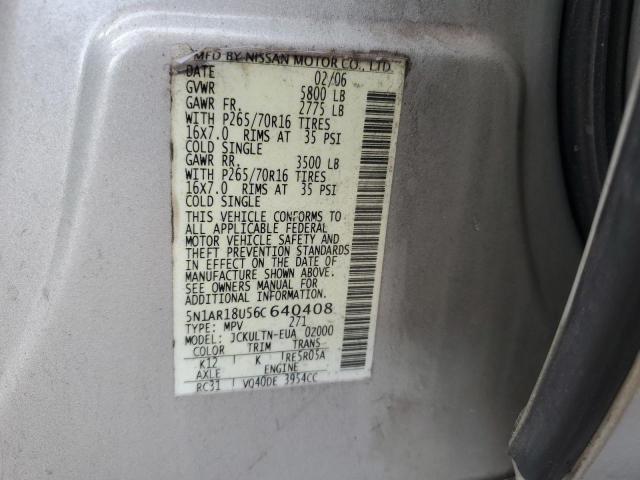 MFD BY NISSAN MOTOR CO., LTD.
DATE 02/06
GVWR 5800 LB
GAWR FR. 2775 LB
WITH P265/70R16 TIRES
16X7.0 RIMS AT 35 PSI
COLD SINGLE
GAWR RR. 3500 LB
WITH P265/70R16 TIRES
16X7.0 RIMS AT 35 PSI
COLD SINGLE
THIS VEHICLE CONFORMS TO
ALL APPLICABLE FEDERAL
MOTOR VEHICLE SAFETY AND
THEFT PREVENTION STANDARDS
IN EFFECT ON THE DATE OF
MANUFACTURE SHOWN ABOVE.
SEE OWNERS MANUAL FOR
ADDITIONAL INFORMATION.
5N1AR18U56C640408
TYPE: MPV 271
MODEL: JCKULTN-EUA 0Z000
COLOR TRIM TRANS
K12 K RE5R05A
AXLE ENGINE
RC31 VQ40DE 3954CC